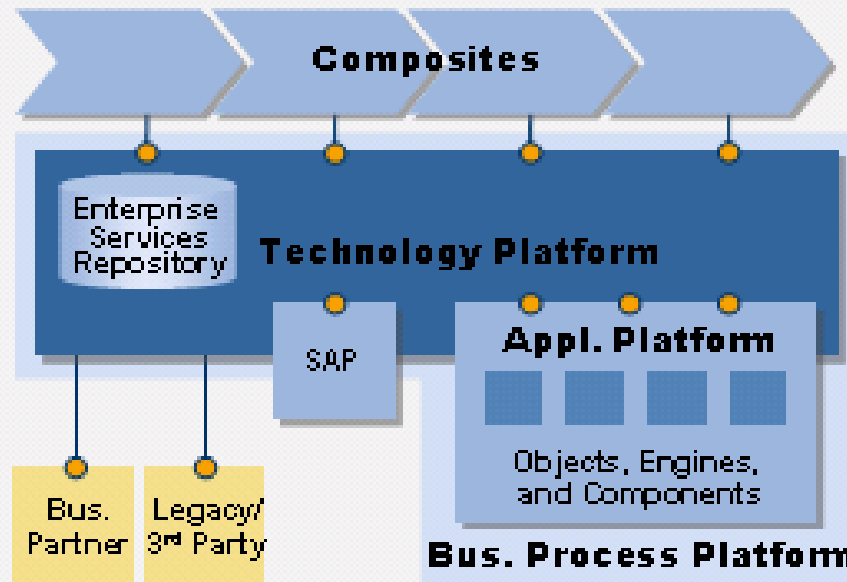 Composites
Enterprise
Services
Repository
Technology Platform
SAP
Appl. Platform
Objects, Engines,
and Components
Bus.
Partner
Legacy/
3rd Party
Bus. Process Platform